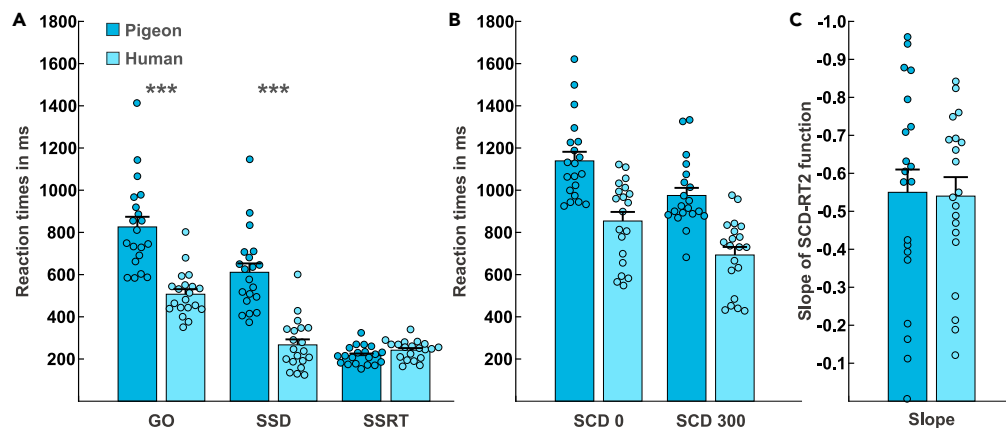 A
Reaction times in ms
1800
1600
1400
1200
1000
800
600
400
200
Pigeon
Human
***
***
GO
SSD
SSRT
B
Reaction times in ms
1800
1600
1400
1200
1000
800
600
400
200
SCD 0
SCD 300
C
Slope of SCD-RT2 function
-1.0
-0.9
-0.8
-0.7
-0.6
-0.5
-0.4
-0.3
-0.2
-0.1
Slope